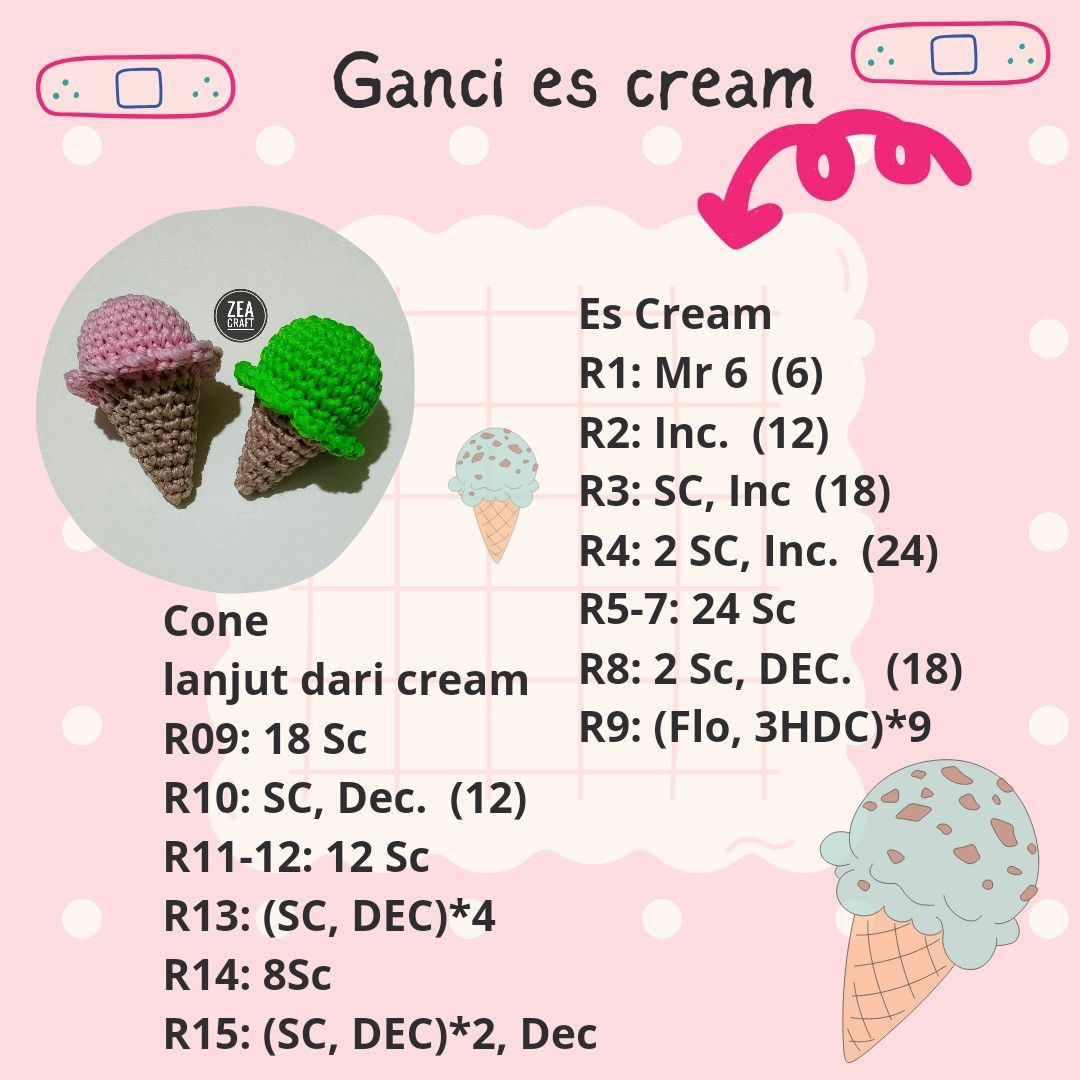 Ganci es cream
ZEA
CRAFT
Es Cream
R1: Mr 6 (6)
R2: Inc. (12)
R3: SC, Inc (18)
R4: 2 SC, Inc. (24)
R5-7: 24 Sc
R8: 2 Sc, DEC. (18)
R9: (Flo, 3HDC)*9
Cone
lanjut dari cream
R09: 18 Sc
R10: SC, Dec. (12)
R11-12: 12 Sc
R13: (SC, DEC)*4
R14: 8Sc
R15: (SC, DEC)*2, Dec